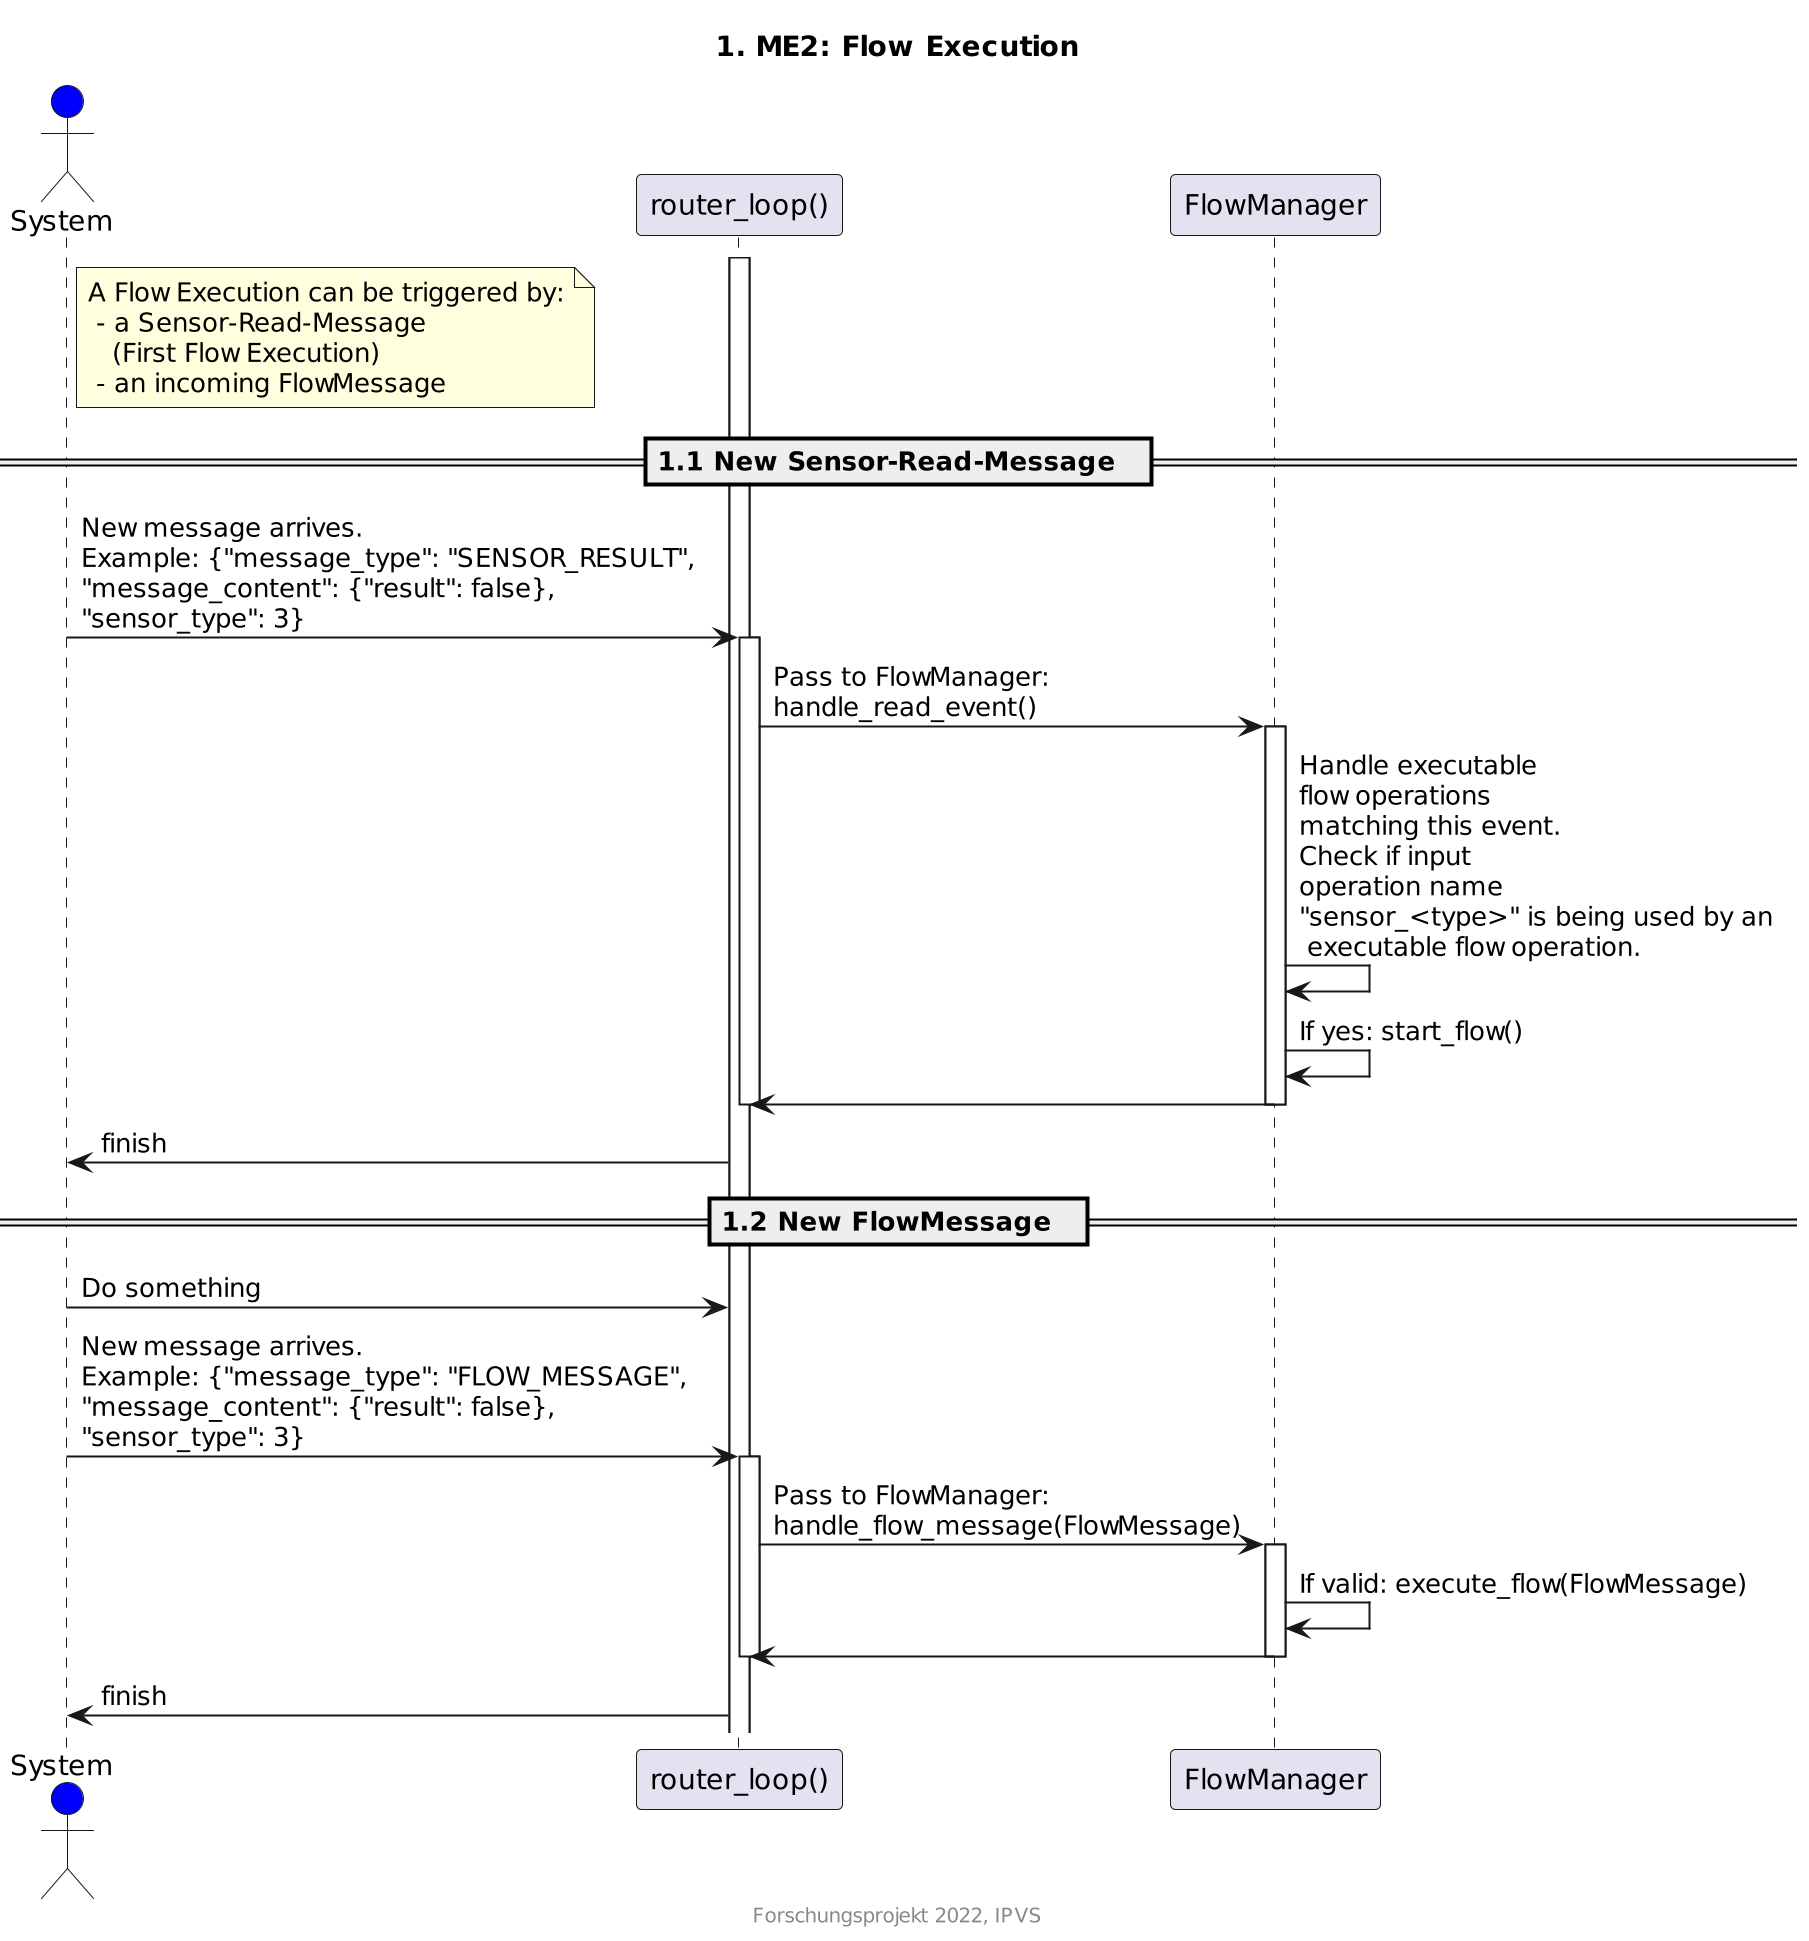 1. ME2: Flow Execution
System
router_loop()
FlowManager
A Flow Execution can be triggered by:
- a Sensor-Read-Message
(First Flow Execution)
- an incoming FlowMessage
1.1 New Sensor-Read-Message
New message arrives.
Example: {"message_type": "SENSOR_RESULT",
"message_content": {"result": false},
"sensor_type": 3}
Pass to FlowManager:
handle_read_event()
Handle executable
flow operations
matching this event.
Check if input
operation name
"sensor_<type>" is being used by an
executable flow operation.
If yes: start_flow()
finish
1.2 New FlowMessage
Do something
New message arrives.
Example: {"message_type": "FLOW_MESSAGE",
"message_content": {"result": false},
"sensor_type": 3}
Pass to FlowManager:
handle_flow_message(FlowMessage)
If valid: execute_flow(FlowMessage)
finish
System
router_loop()
FlowManager
Forschungsprojekt 2022, IPVS